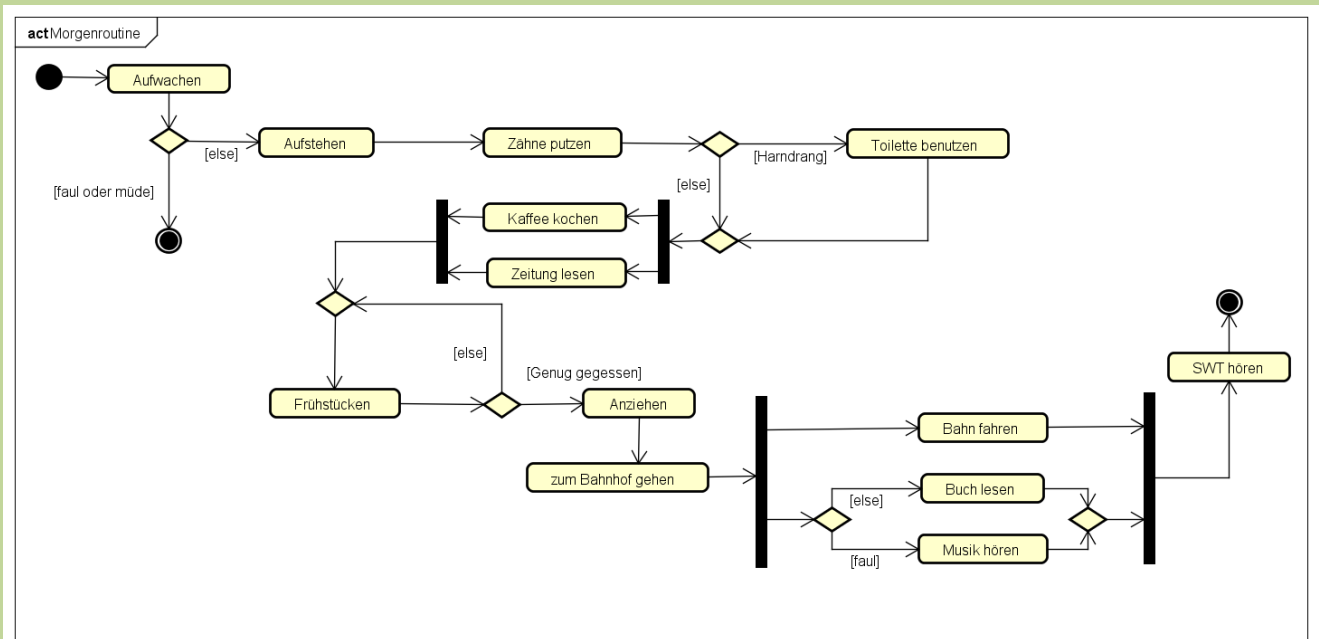 act Morgenroutine
Aufwachen
[else]
Aufstehen
Zähne putzen
[Harndrang]
Toilette benutzen
[faul oder müde]
[else]
Kaffee kochen
Zeitung lesen
[else]
[Genug gegessen]
Frühstücken
Anziehen
zum Bahnhof gehen
SWT hören
Bahn fahren
[else]
Buch lesen
[faul]
Musik hören